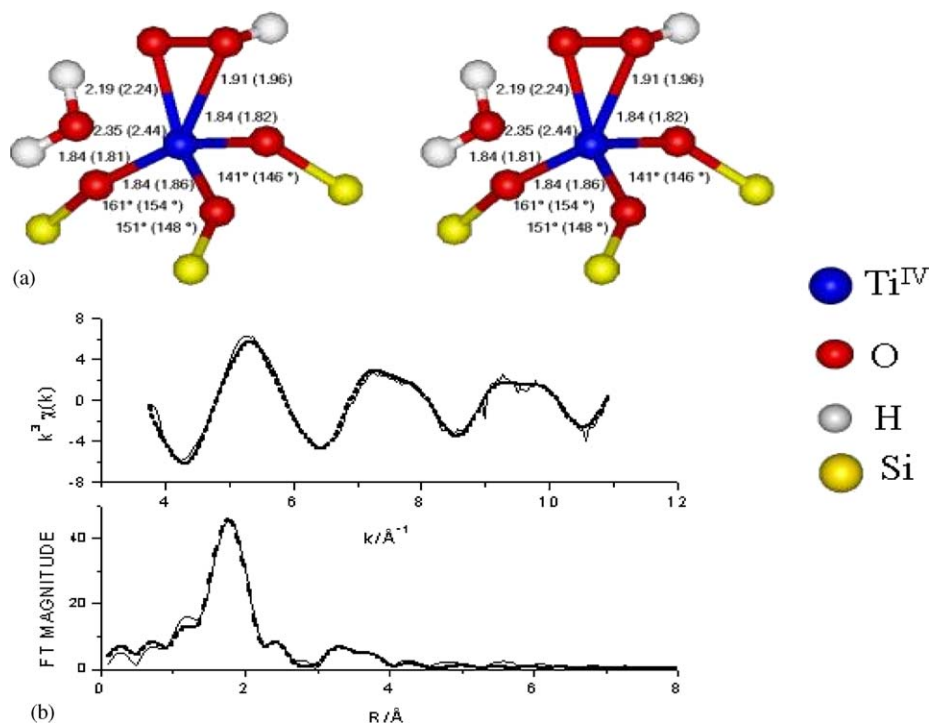 2.19 (2.24)
1.91 (1.96)
2.35 (2.44)
1.84 (1.82)
1.84 (1.81)
1.84 (1.86)
141° (146 °)
161° (154 °)
151° (148 °)
2.19 (2.24)
1.91 (1.96)
2.35 (2.44)
1.84 (1.82)
1.84 (1.81)
1.84 (1.86)
141° (146 °)
161° (154 °)
151° (148 °)
(a)
Ti^IV
O
H
Si
k³χ(k)
8
4
0
-4
-8
4 6 8 10 12
k/Å⁻¹
FT MAGNITUDE
40
20
0
0 2 4 6 8
R/Å
(b)